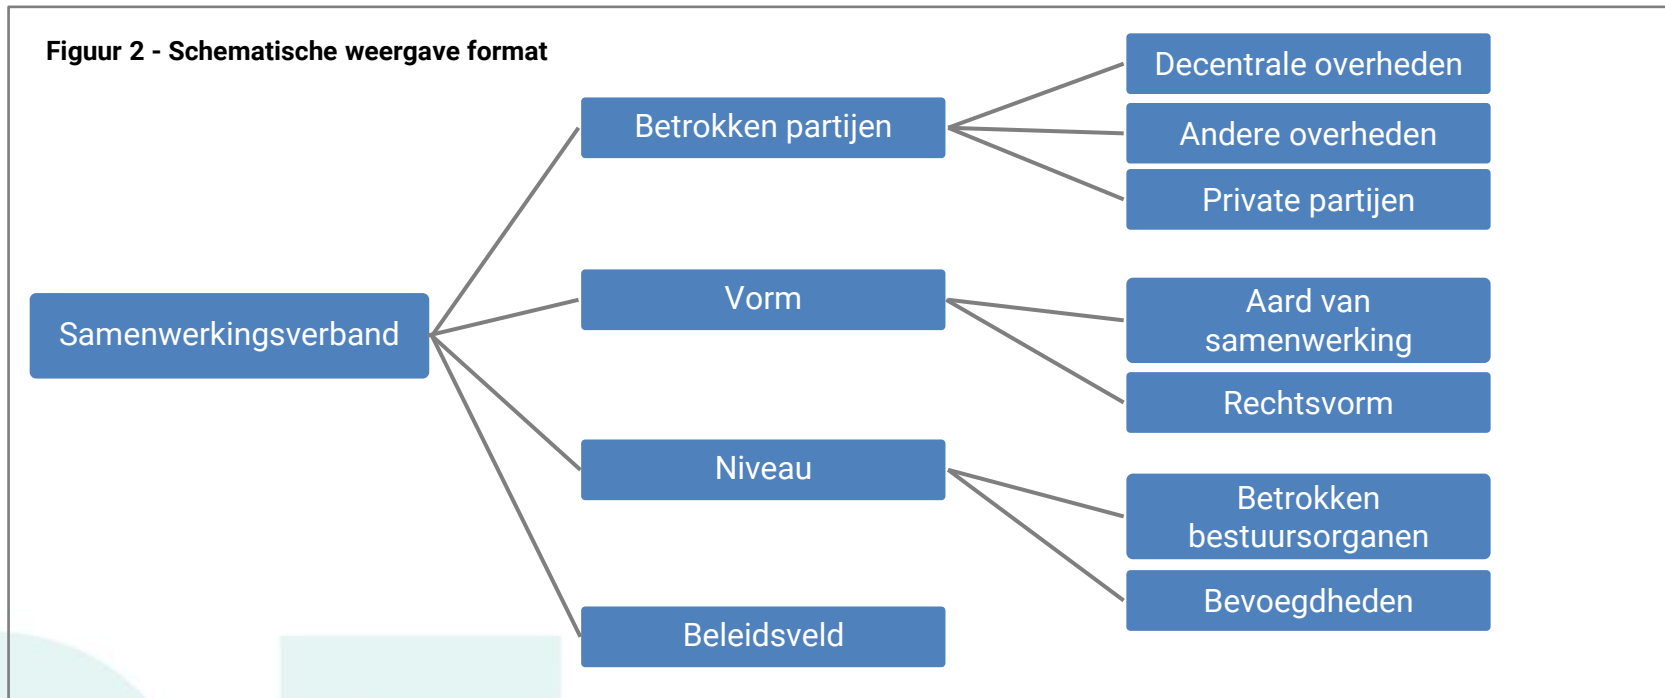 Figuur 2 - Schematische weergave format
Samenwerkingsverband
Betrokken partijen
Decentrale overheden
Andere overheden
Private partijen
Vorm
Aard van
samenwerking
Rechtsvorm
Niveau
Betrokken
bestuursorganen
Bevoegdheden
Beleidsveld